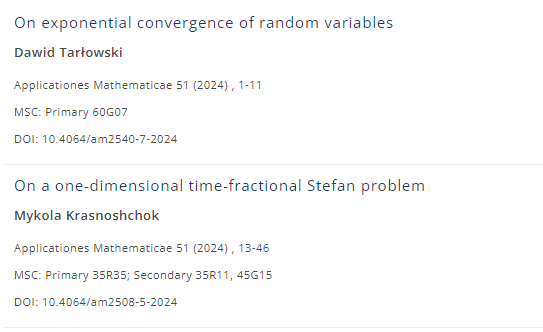 On exponential convergence of random variables
Dawid Tarłowski
Applicationes Mathematicae 51 (2024) , 1-11
MSC: Primary 60G07
DOI: 10.4064/am2540-7-2024
On a one-dimensional time-fractional Stefan problem
Mykola Krasnoshchok
Applicationes Mathematicae 51 (2024) , 13-46
MSC: Primary 35R35; Secondary 35R11, 45G15
DOI: 10.4064/am2508-5-2024